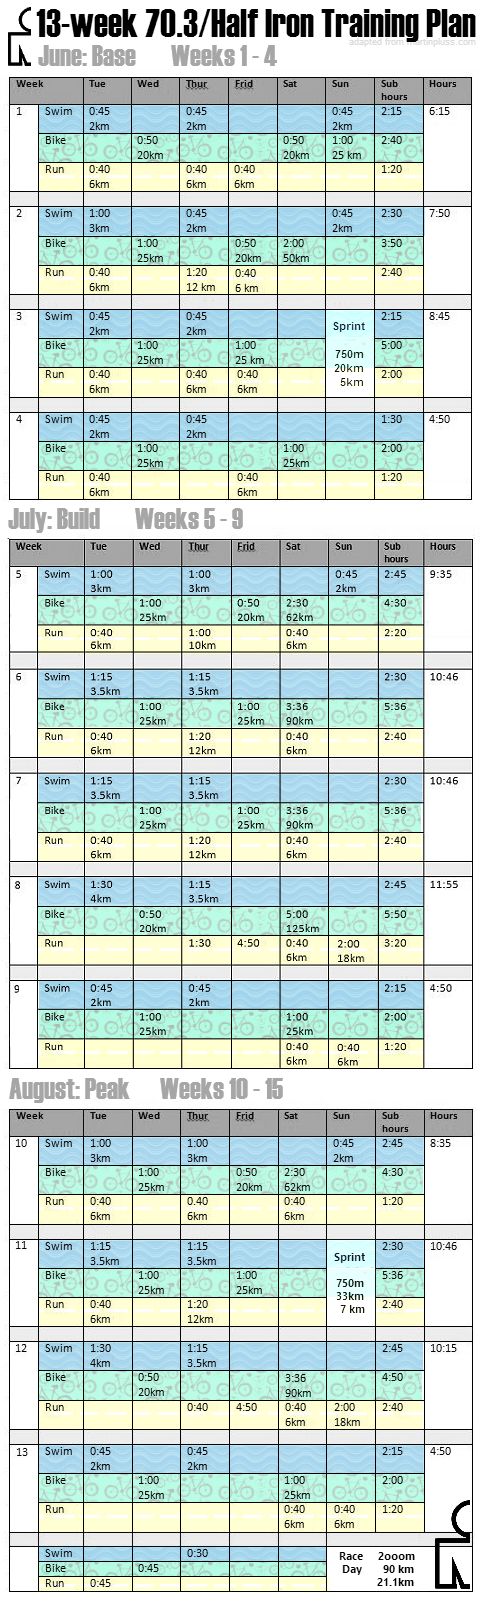 13-week 70.3/Half Iron Training Plan
June: Base Weeks 1 - 4
Week Tue Wed Thur Frid Sat Sun Sub hours Hours
1 Swim 0:45 0:45 0:45 2:15 6:15
2km 2km 2km
Bike 0:50 0:50 1:00 2:40
20km 20km 25 km
Run 0:40 0:40 0:40 1:20
6km 6km 6km
2 Swim 1:00 0:45 0:45 2:30 7:50
3km 2km 2km
Bike 1:00 0:50 2:00 3:50
25km 20km 50km
Run 0:40 1:20 0:40 2:40
6km 12 km 6 km
3 Swim 0:45 0:45 Sprint 2:15 8:45
2km 2km
Bike 1:00 1:00 750m 5:00
25km 25 km 20km
Run 0:40 0:40 0:40 5km 2:00
6km 6km 6km
4 Swim 0:45 0:45 1:30 4:50
2km 2km
Bike 1:00 1:00 2:00
25km 25km
Run 0:40 0:40 1:20
6km 6km
July: Build Weeks 5 - 9
Week Tue Wed Thur Frid Sat Sun Sub hours Hours
5 Swim 1:00 1:00 0:45 2:45 9:35
3km 3km 2km
Bike 1:00 0:50 2:30 4:30
25km 20km 62km
Run 0:40 1:00 0:40 2:20
6km 10km 6km
6 Swim 1:15 1:15 2:30 10:46
3.5km 3.5km
Bike 1:00 1:00 3:36 5:36
25km 25km 90km
Run 0:40 1:20 0:40 2:40
6km 12km 6km
7 Swim 1:15 1:15 2:30 10:46
3.5km 3.5km
Bike 1:00 1:00 3:36 5:36
25km 25km 90km
Run 0:40 1:20 0:40 2:40
6km 12km 6km
8 Swim 1:30 1:15 2:45 11:55
4km 3.5km
Bike 0:50 5:00 5:50
20km 125km
Run 1:30 4:50 0:40 2:00 3:20
6km 18km
9 Swim 0:45 0:45 2:15 4:50
2km 2km
Bike 1:00 1:00 2:00
25km 25km
Run 0:40 0:40 1:20
6km 6km
August: Peak Weeks 10 - 15
Week Tue Wed Thur Frid Sat Sun Sub hours Hours
10 Swim 1:00 1:00 0:45 2:45 8:35
3km 3km 2km
Bike 1:00 0:50 2:30 4:30
25km 20km 62km
Run 0:40 0:40 0:40 1:20
6km 6km 6km
11 Swim 1:15 1:15 Sprint 2:30 10:46
3.5km 3.5km
Bike 1:00 1:00 750m 5:36
25km 25km 33km
Run 0:40 1:20 7 km 2:40
6km 12km
12 Swim 1:30 1:15 2:45 10:15
4km 3.5km
Bike 0:50 3:36 4:50
20km 90km
Run 0:40 4:50 0:40 2:00 2:40
6km 18km
13 Swim 0:45 0:45 2:15 4:50
2km 2km
Bike 1:00 1:00 2:00
25km 25km
Run 0:40 0:40 1:20
6km 6km
Swim 0:30 Race 2ooom
Bike 0:45 Day 90 km
Run 0:45 21.1km